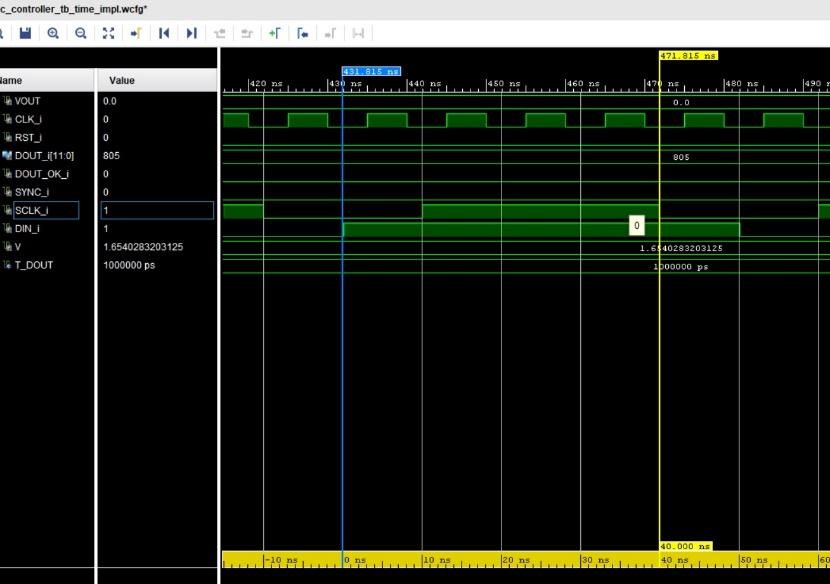 c_controller_tb_time_impl.wcfg*
471.815 ns
431.815 ns
420 ns 430 ns 440 ns 450 ns 460 ns 470 ns 480 ns 490
Name Value
VOUT 0.0 0.0
CLK_i 0
RST_i 0
DOUT_i[11:0] 805 805
DOUT_OK_i 0
SYNC_i 0
SCLK_i 1
DIN_i 1 0
V 1.6540283203125 1.6540283203125
T_DOUT 1000000 ps 1000000 ps
40.000 ns
-10 ns 0 ns 10 ns 20 ns 30 ns 40 ns 50 ns 60